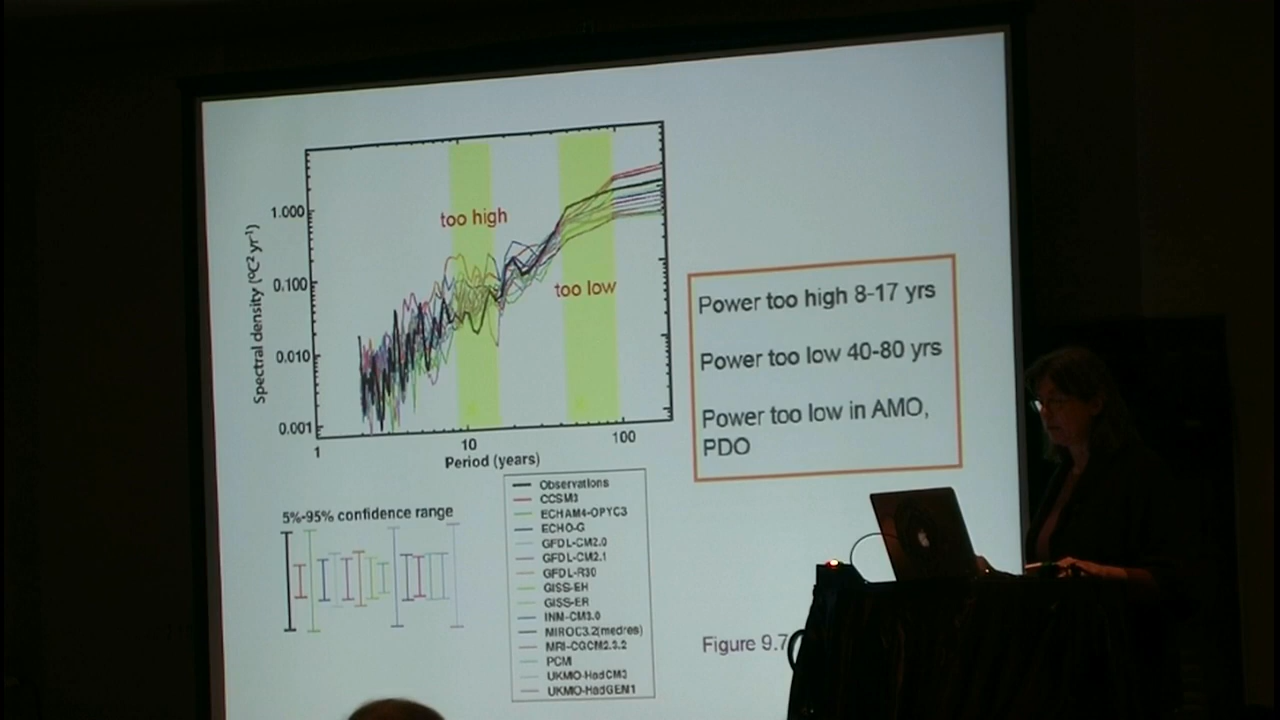 too high
too low
1.000
0.100
0.010
0.001
Spectral density (ºC² yr⁻¹)
1
10
100
Period (years)
Power too high 8-17 yrs
Power too low 40-80 yrs
Power too low in AMO,
PDO
5%-95% confidence range
Observations
CCSM3
ECHAM4-OPYC3
ECHO-G
GFDL-CM2.0
GFDL-CM2.1
GFDL-R30
GISS-EH
GISS-ER
INM-CM3.0
MIROC3.2(medres)
MRI-CGCM2.3.2
PCM
UKMO-HadCM3
UKMO-HadGEM1
Figure 9.7